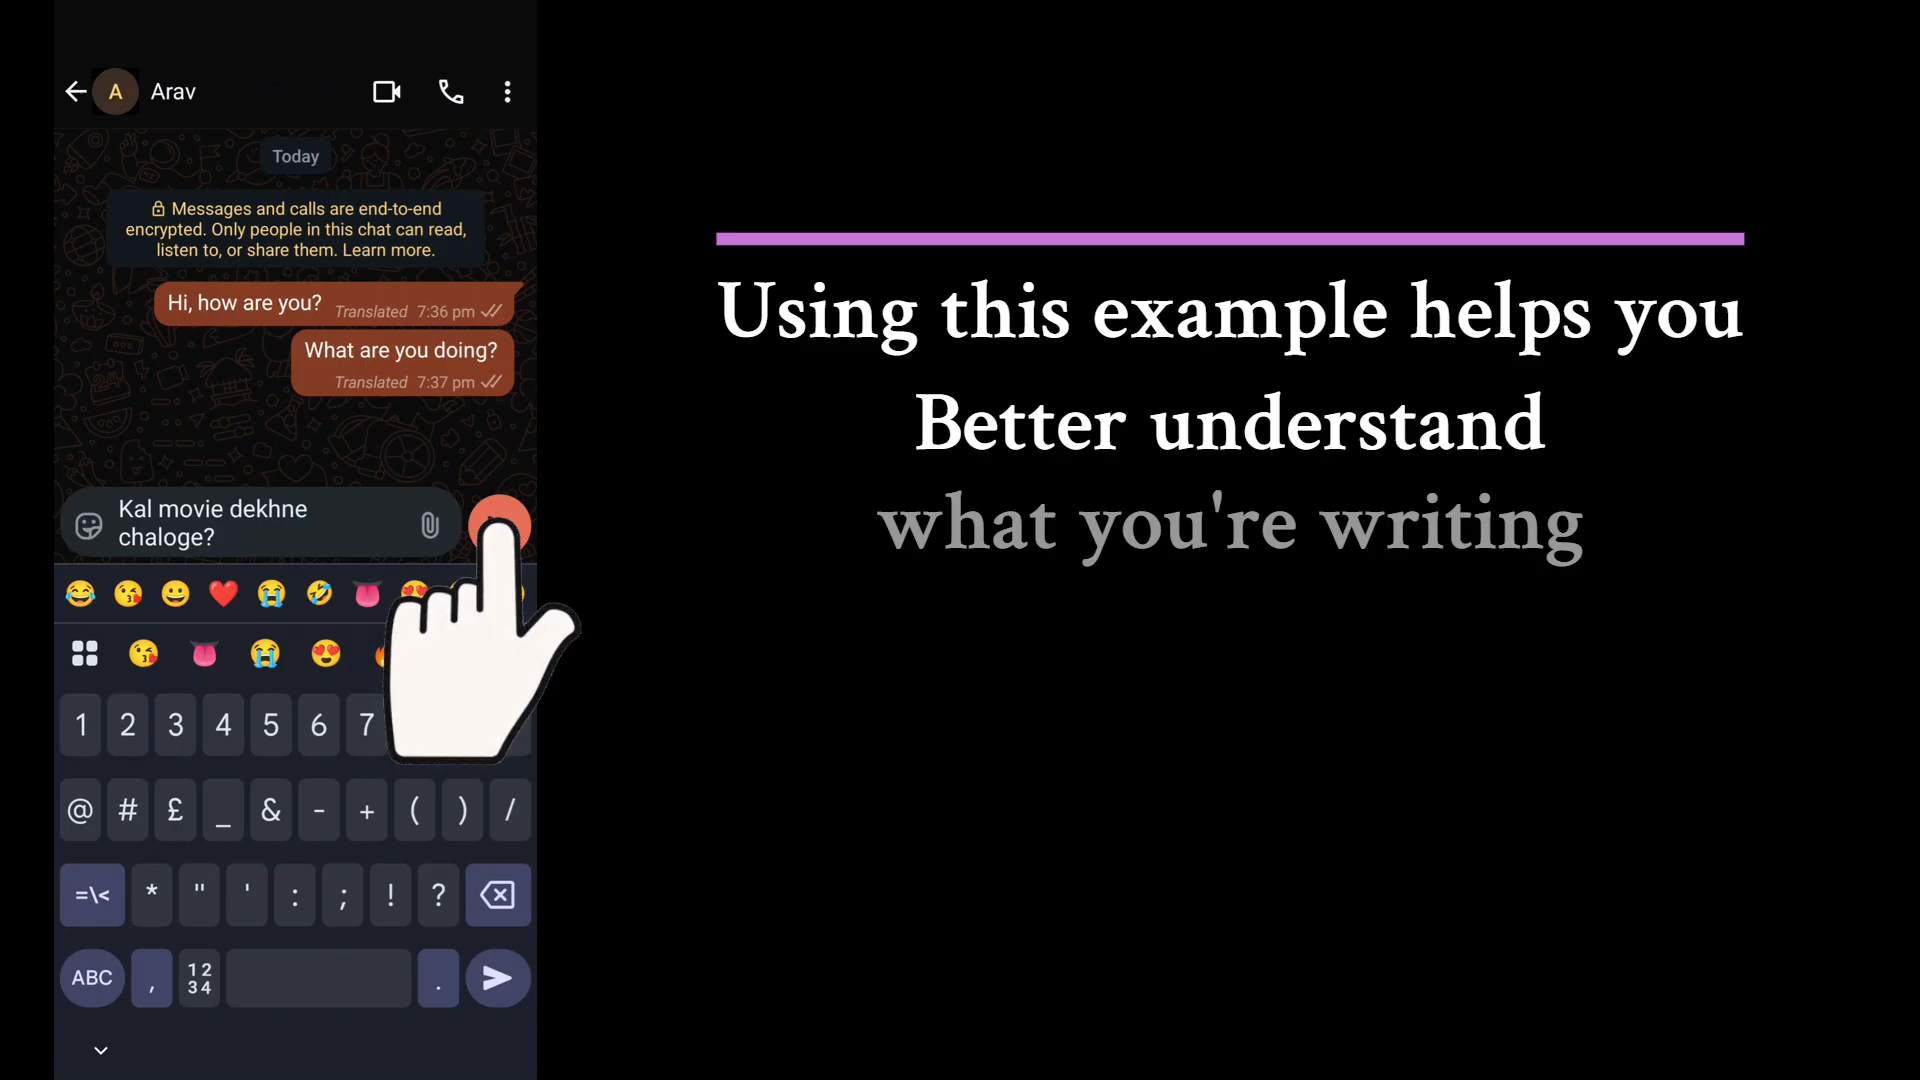 A Arav
Today
Messages and calls are end-to-end
encrypted. Only people in this chat can read,
listen to, or share them. Learn more.
Hi, how are you? Translated 7:36 pm
What are you doing?
Translated 7:37 pm
Kal movie dekhne
chaloge?
1 2 3 4 5 6 7
@ # £ _ & - + ( ) /
=\< * " ' : ; ! ?
ABC , 12 .
34
Using this example helps you
Better understand
what you're writing